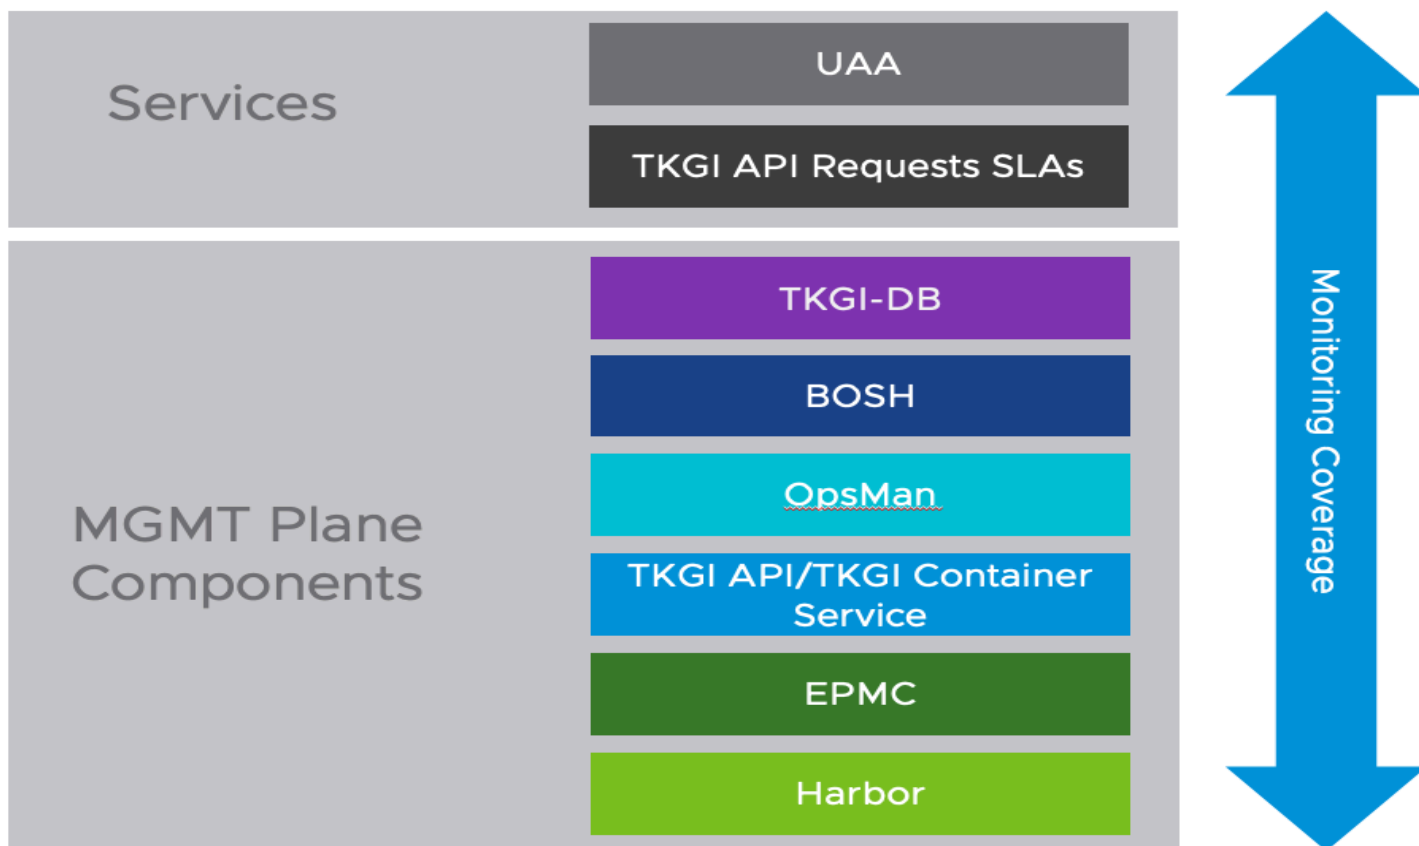 Services
UAA
TKGI API Requests SLAs
MGMT Plane
Components
TKGI-DB
BOSH
OpsMan
TKGI API/TKGI Container
Service
EPMC
Harbor
Monitoring Coverage